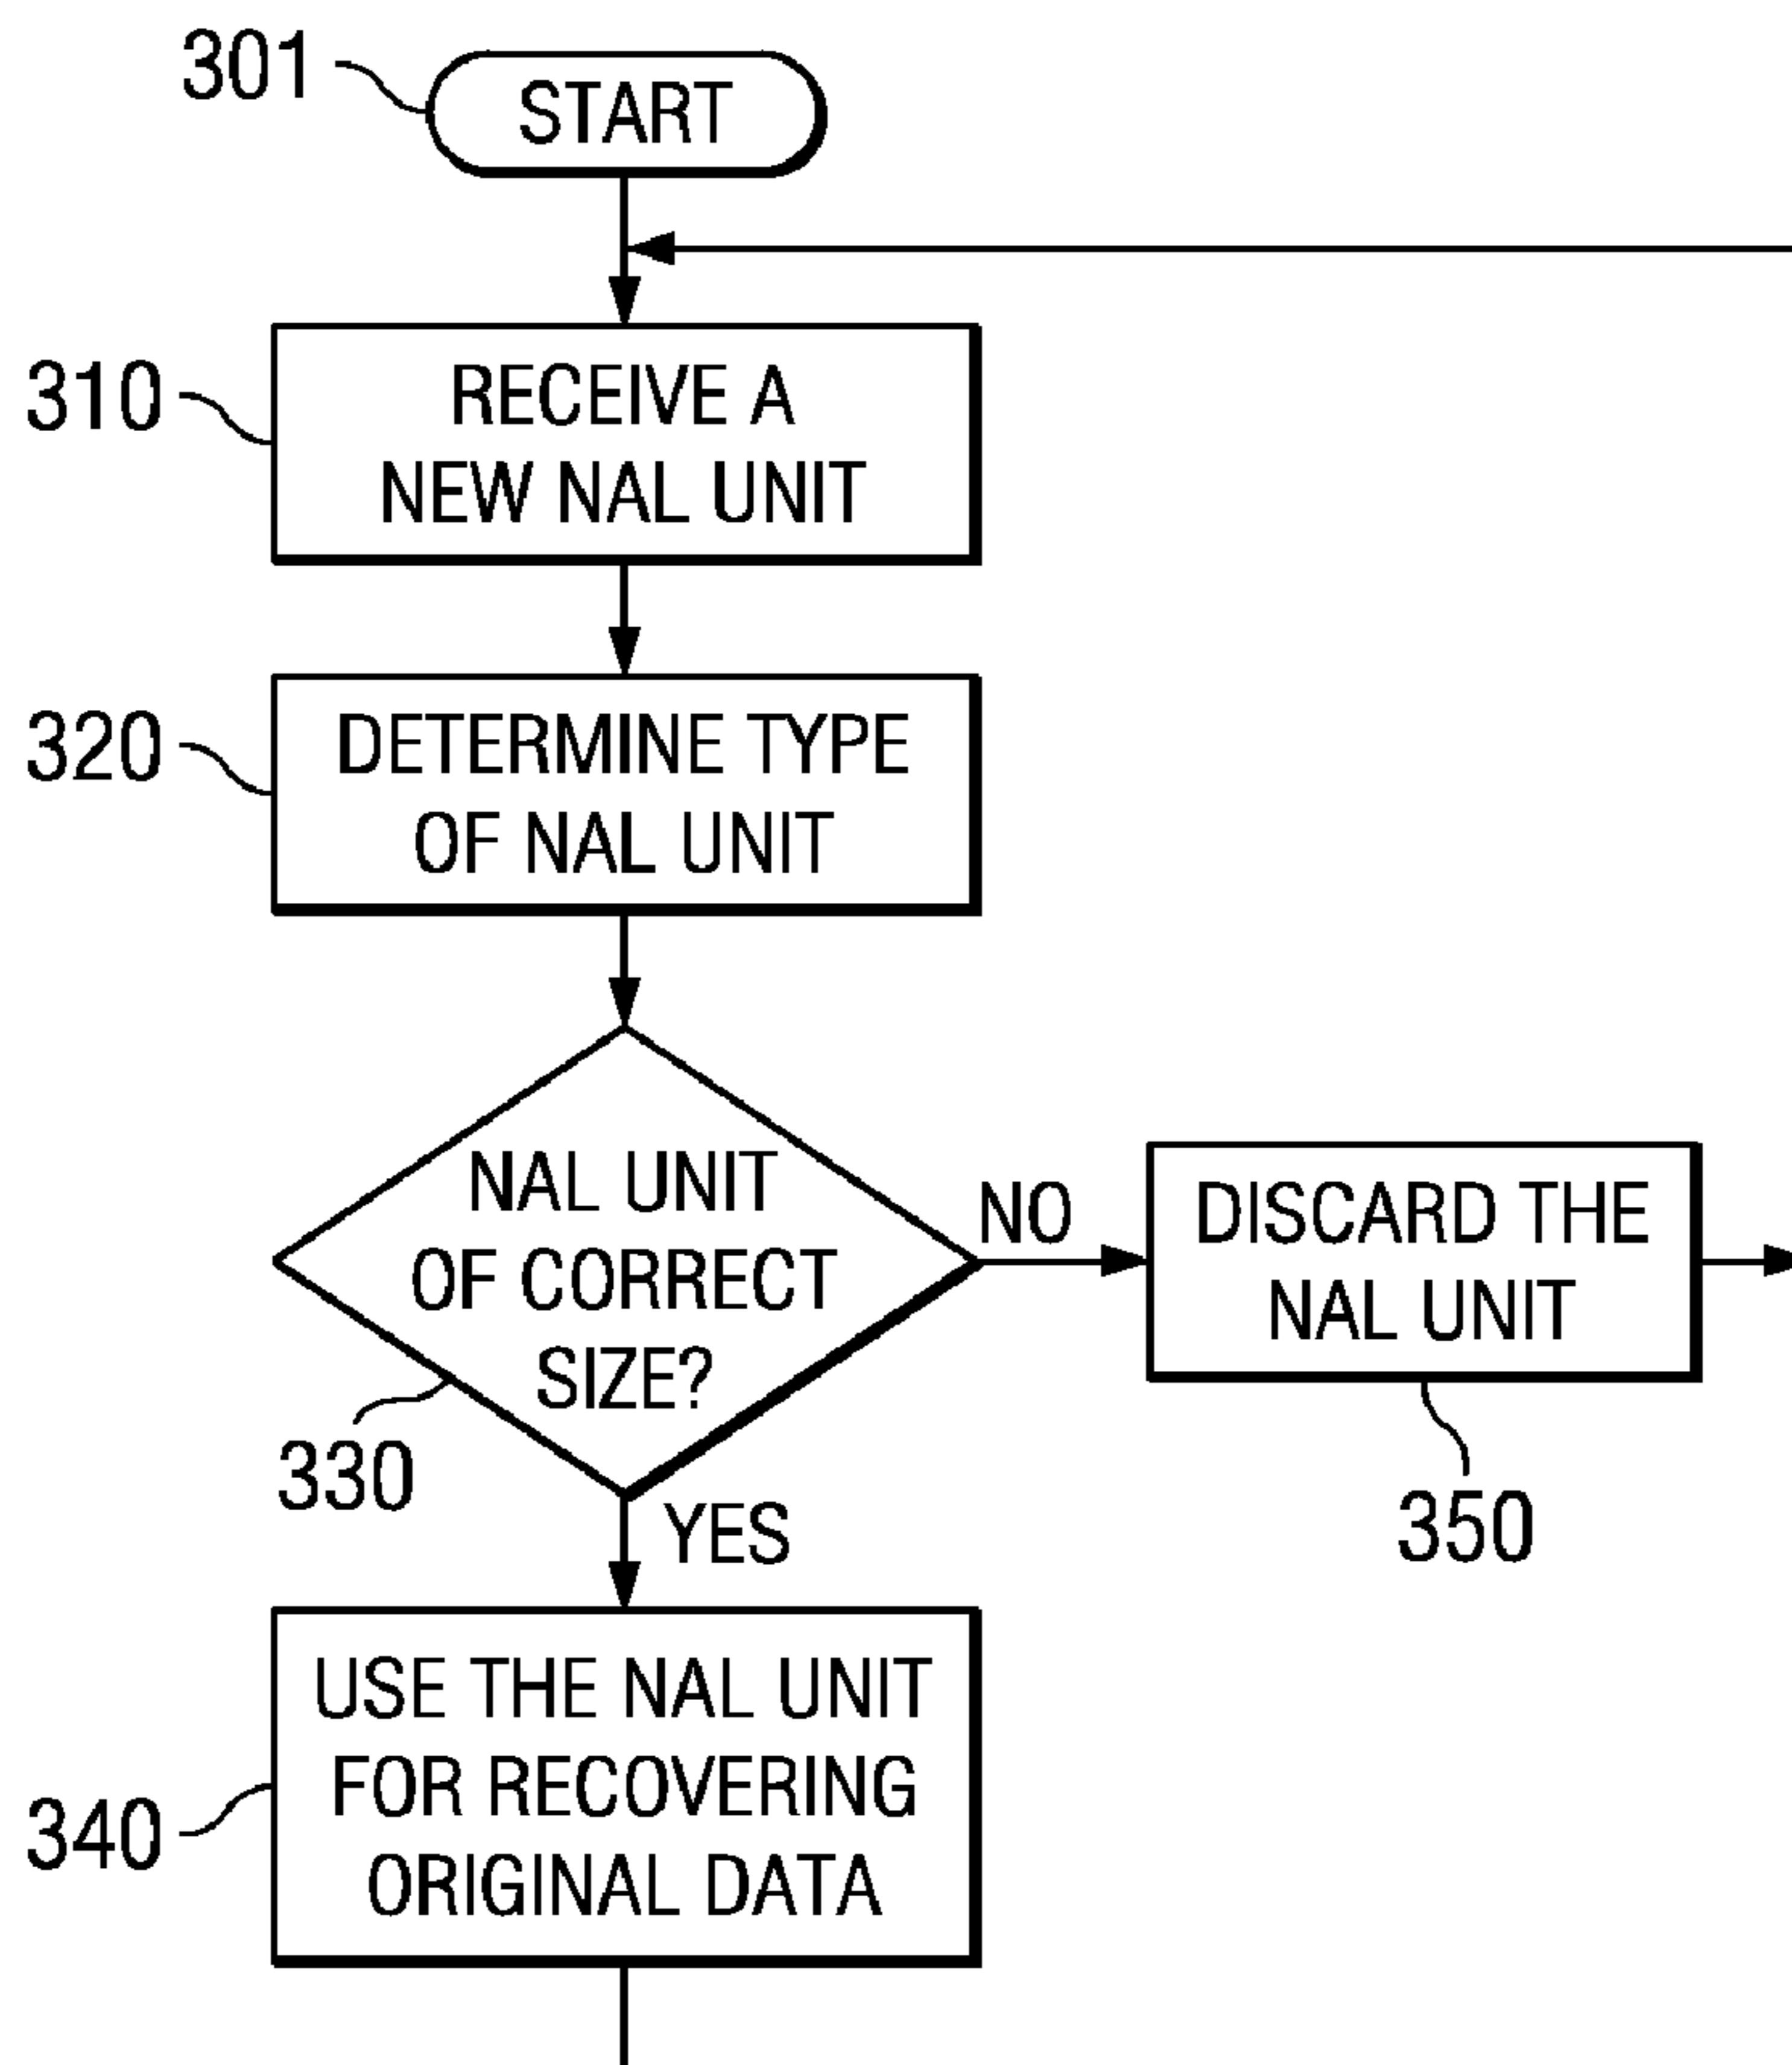 301
START
310
RECEIVE A
NEW NAL UNIT
320
DETERMINE TYPE
OF NAL UNIT
NAL UNIT
OF CORRECT
SIZE?
330
NO
DISCARD THE
NAL UNIT
350
YES
USE THE NAL UNIT
FOR RECOVERING
ORIGINAL DATA
340